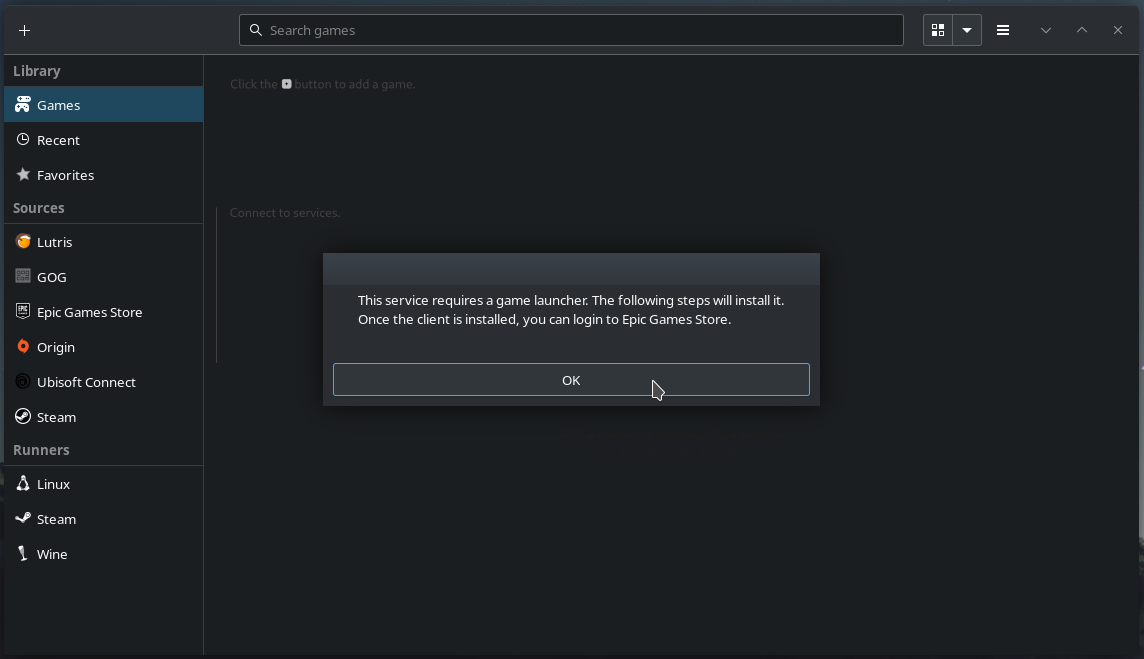 Search games
Library
Click the button to add a game.
Games
Recent
Favorites
Sources
Connect to services.
Lutris
GOG
EPIC Epic Games Store
This service requires a game launcher. The following steps will install it.
Once the client is installed, you can login to Epic Games Store.
Origin
Ubisoft Connect
OK
Steam
Runners
Linux
Steam
Wine